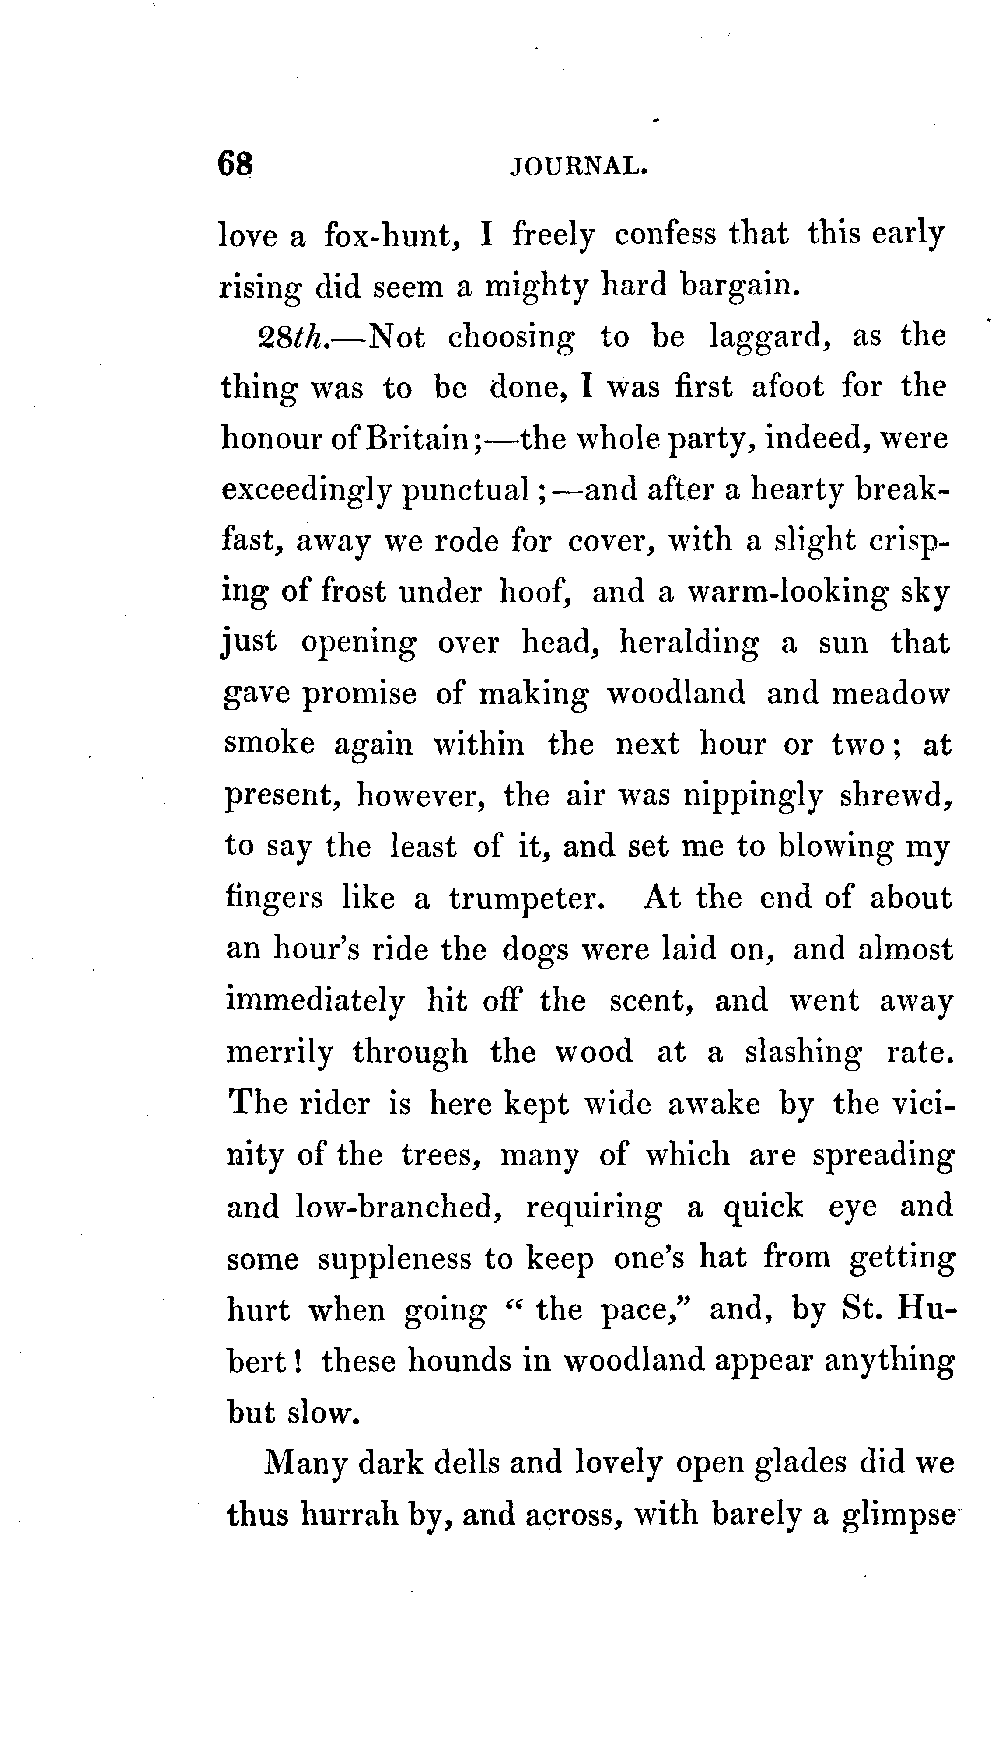 68 JOURNAL.
love a fox-hunt, I freely confess that this early
rising did seem a mighty hard bargain.
28th.—Not choosing to be laggard, as the
thing was to be done, I was first afoot for the
honour of Britain;—the whole party, indeed, were
exceedingly punctual;—and after a hearty break-
fast, away we rode for cover, with a slight crisp-
ing of frost under hoof, and a warm-looking sky
just opening over head, heralding a sun that
gave promise of making woodland and meadow
smoke again within the next hour or two; at
present, however, the air was nippingly shrewd,
to say the least of it, and set me to blowing my
fingers like a trumpeter. At the end of about
an hour's ride the dogs were laid on, and almost
immediately hit off the scent, and went away
merrily through the wood at a slashing rate.
The rider is here kept wide awake by the vici-
nity of the trees, many of which are spreading
and low-branched, requiring a quick eye and
some suppleness to keep one's hat from getting
hurt when going "the pace," and, by St. Hu-
bert! these hounds in woodland appear anything
but slow.
Many dark dells and lovely open glades did we
thus hurrah by, and across, with barely a glimpse